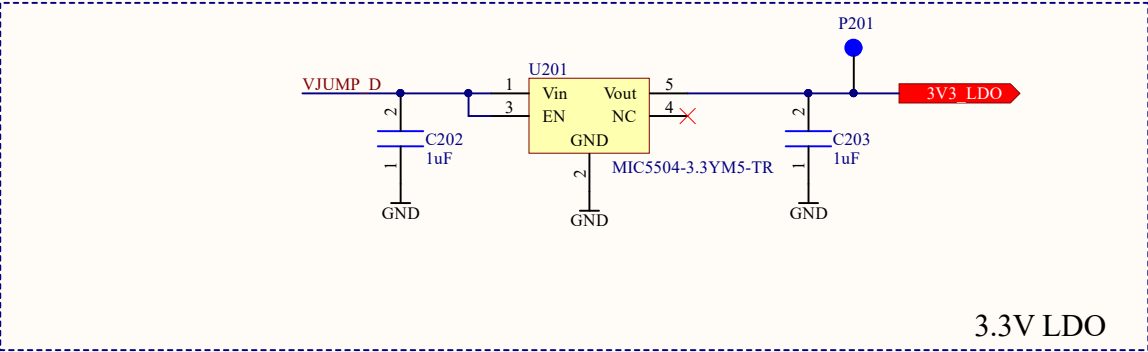 P201
U201
VJUMP_D
1
Vin
Vout
5
3V3_LDO
3
EN
NC
4
2
C202
1uF
1
GND
GND
2
MIC5504-3.3YM5-TR
GND
2
C203
1uF
1
GND
3.3V LDO